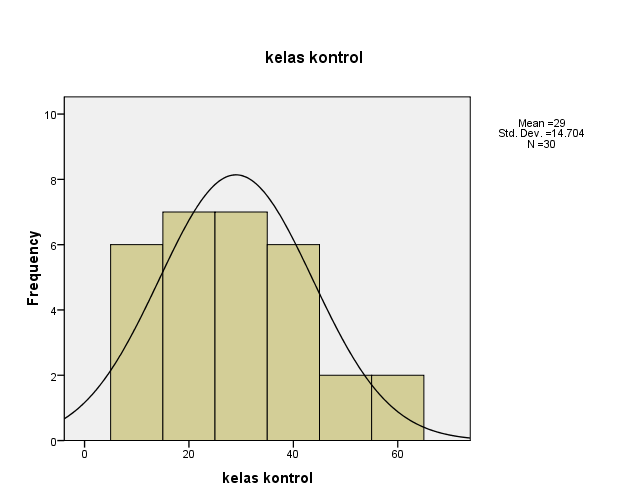 kelas kontrol
Mean =29
Std. Dev. =14.704
N =30
10
8
6
4
2
0
Frequency
0 20 40 60
kelas kontrol